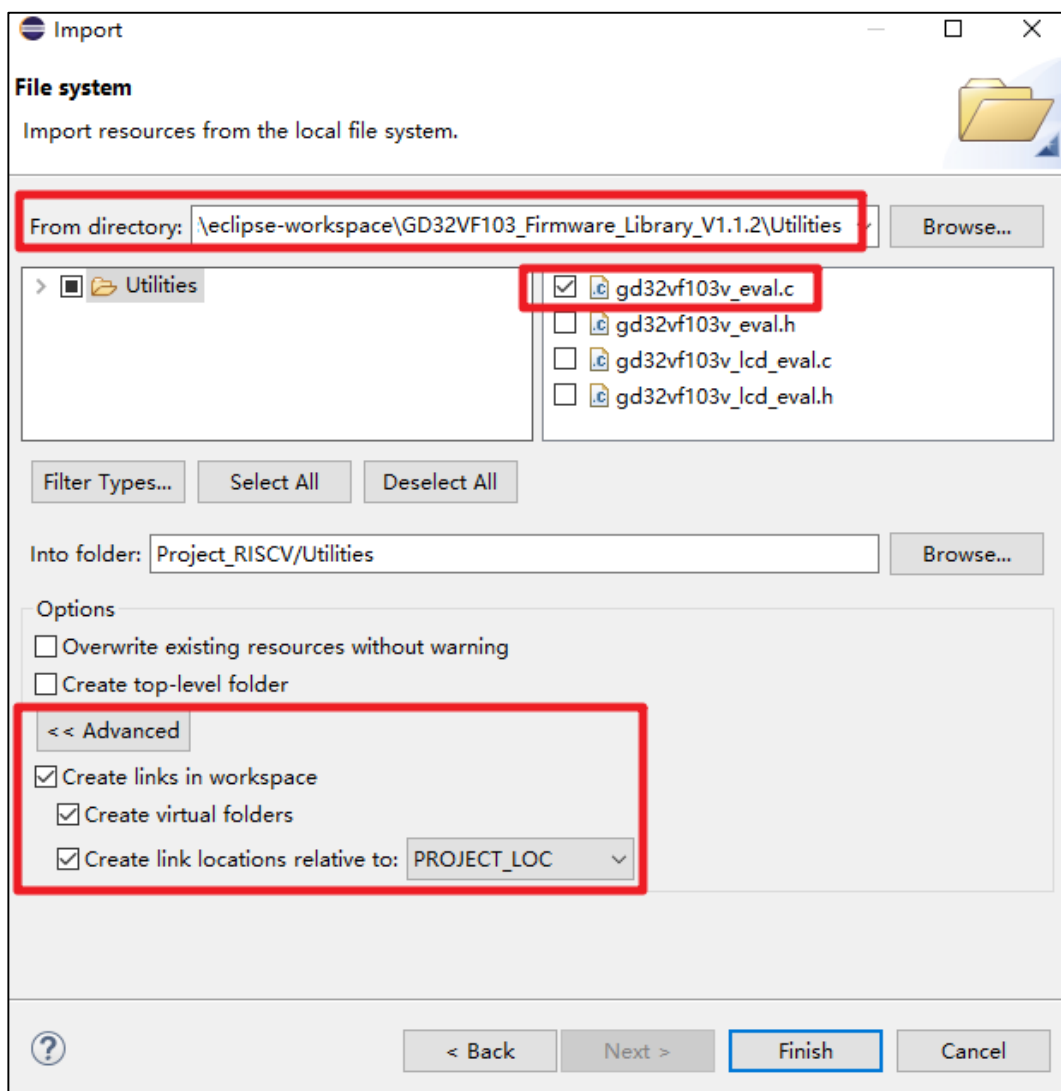 Import
File system
Import resources from the local file system.
From directory: :\eclipse-workspace\GD32VF103_Firmware_Library_V1.1.2\Utilities Browse...
Utilities
gd32vf103v_eval.c
gd32vf103v_eval.h
gd32vf103v_lcd_eval.c
gd32vf103v_lcd_eval.h
Filter Types... Select All Deselect All
Into folder: Project_RISCV/Utilities Browse...
Options
Overwrite existing resources without warning
Create top-level folder
<< Advanced
Create links in workspace
Create virtual folders
Create link locations relative to: PROJECT_LOC
? < Back Next > Finish Cancel